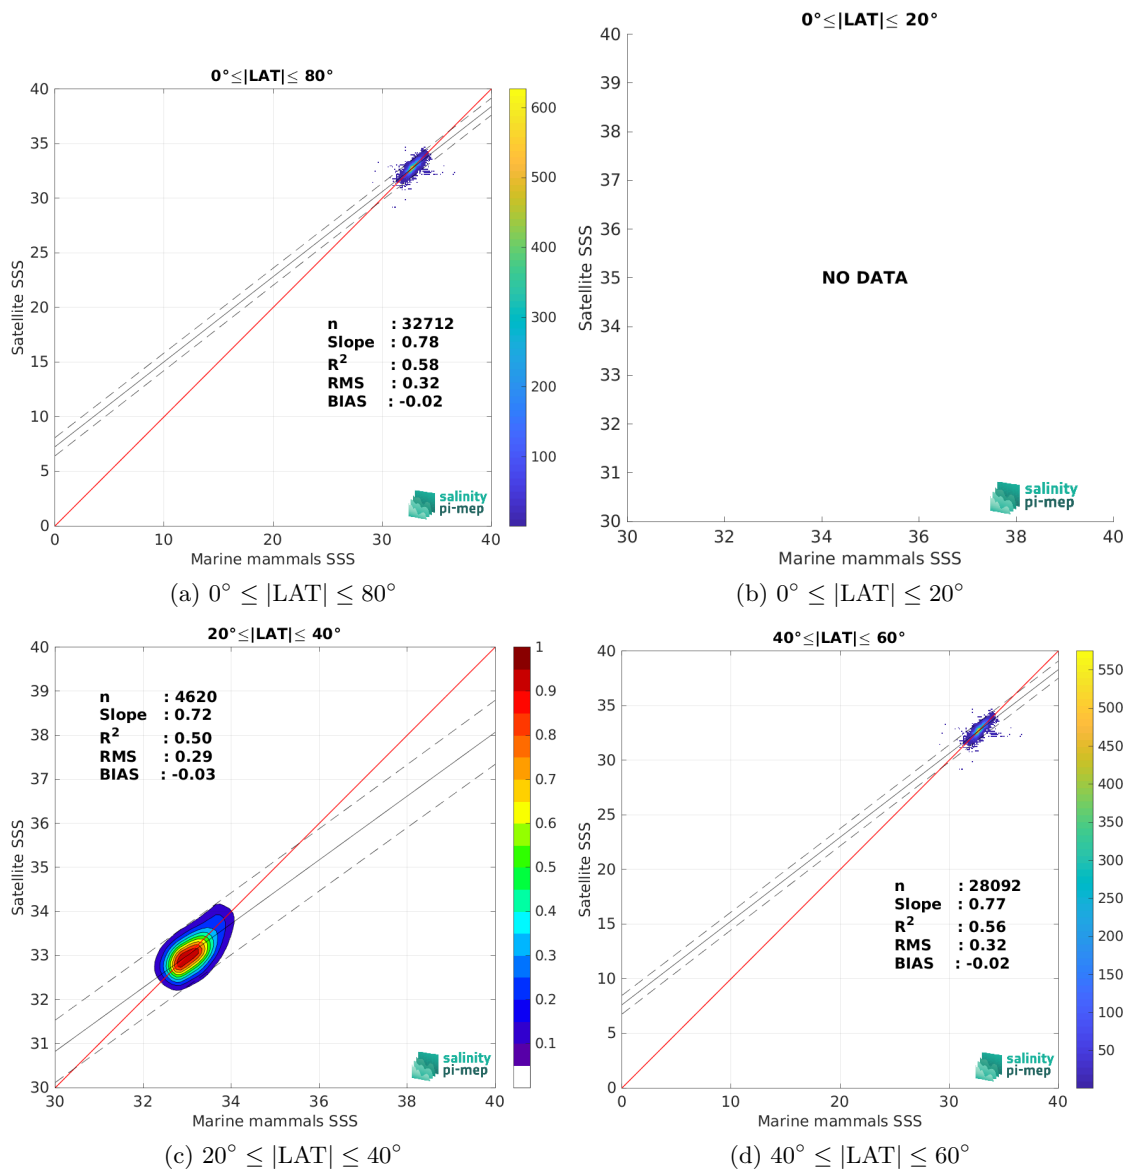 0°≤|LAT|≤ 80°
40
35
30
25
20
15
10
5
0
Satellite SSS
0
10
20
30
40
Marine mammals SSS
n : 32712
Slope : 0.78
R² : 0.58
RMS : 0.32
BIAS : -0.02
salinity
pi-mep
600
500
400
300
200
100
(a) 0° ≤ |LAT| ≤ 80°
0°≤|LAT|≤ 20°
40
39
38
37
36
35
34
33
32
31
30
Satellite SSS
NO DATA
30
32
34
36
38
40
Marine mammals SSS
salinity
pi-mep
(b) 0° ≤ |LAT| ≤ 20°
20°≤|LAT|≤ 40°
40
39
38
37
36
35
34
33
32
31
30
Satellite SSS
n : 4620
Slope : 0.72
R² : 0.50
RMS : 0.29
BIAS : -0.03
30
32
34
36
38
40
Marine mammals SSS
salinity
pi-mep
1
0.9
0.8
0.7
0.6
0.5
0.4
0.3
0.2
0.1
(c) 20° ≤ |LAT| ≤ 40°
40°≤|LAT|≤ 60°
40
35
30
25
20
15
10
5
0
Satellite SSS
n : 28092
Slope : 0.77
R² : 0.56
RMS : 0.32
BIAS : -0.02
0
10
20
30
40
Marine mammals SSS
salinity
pi-mep
550
500
450
400
350
300
250
200
150
100
50
(d) 40° ≤ |LAT| ≤ 60°